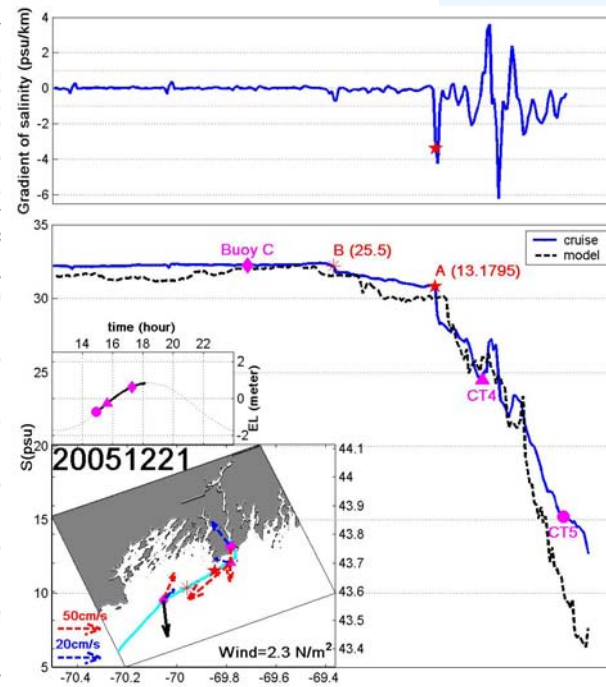 Gradient of salinity (psu/km)
4
2
0
-2
-4
-6
35
30
25
20
15
10
5
S(psu)
Buoy C
B (25.5)
A (13.1795)
cruise
model
CT4
CT5
time (hour)
14 16 18 20 22
2
0
-2
EL (meter)
20051221
44.1
44
43.9
43.8
43.7
43.6
43.5
43.4
50cm/s
20cm/s
Wind=2.3 N/m²
-70.4 -70.2 -70 -69.8 -69.6 -69.4